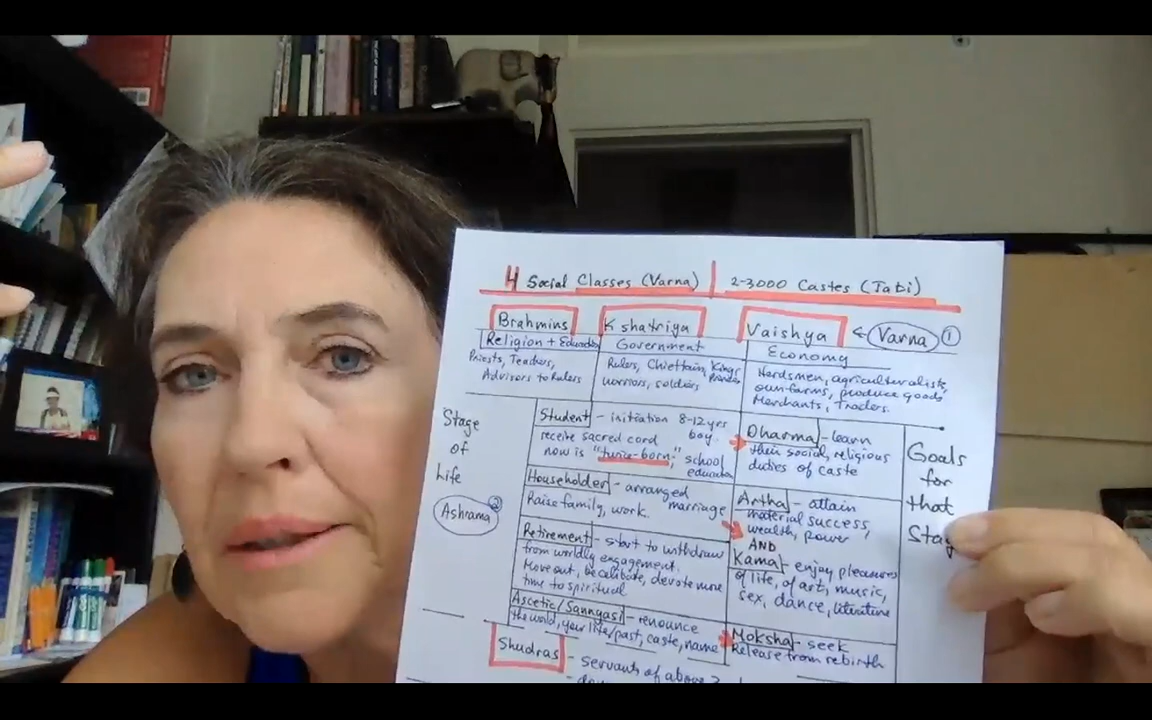 4 Social Classes (Varna) | 2-3000 Castes (Jati)
Brahmins
Kshatriya
Vaishya
← Varna ①
Religion + Education
Priests, Teachers,
Advisers to Rulers
Government
Rulers, Chieftain, Kings
warriors, soldiers
Economy
Herdsmen, agriculturalists,
own farms, produce goods
Merchants, Traders.
Stage
of
Life
Ashrama ②
Student - initiation 8-12 yrs
boy.
receive sacred cord
now is "twice-born," school
education
Householder - arranged
marriage
Raise family, work.
Retirement - start to withdraw
from worldly engagement.
Move out, be celibate, devote more
time to spiritual
Ascetic/Sannyasi - renounce
the world, your life/past, caste, name
Dharma - learn
their social, religious
duties of caste
Artha - attain
material success,
wealth, power
AND
Kama - enjoy pleasures
of life, of art, music,
sex, dance, literature
Moksha - seek
Release from rebirth
Goals
for
that
Shudras
- servants of above 3